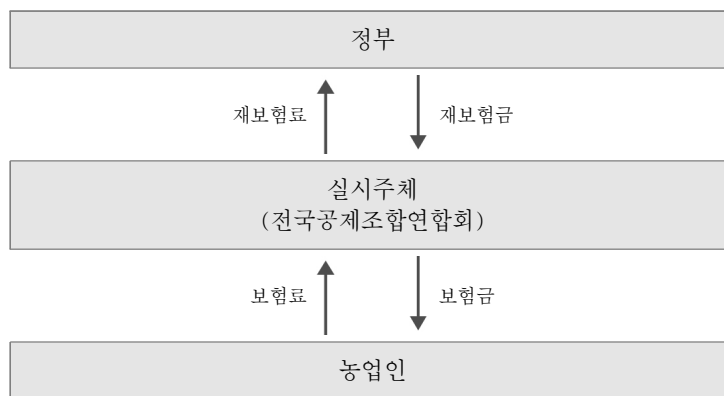 정부
재보험료
재보험금
실시주체
(전국공제조합연합회)
보험료
보험금
농업인